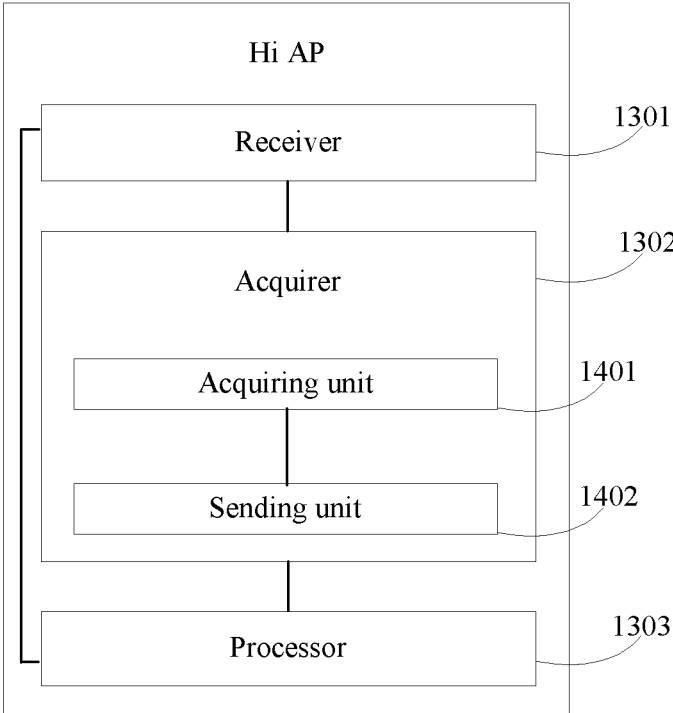 Hi AP
Receiver
1301
Acquirer
1302
Acquiring unit
1401
Sending unit
1402
Processor
1303